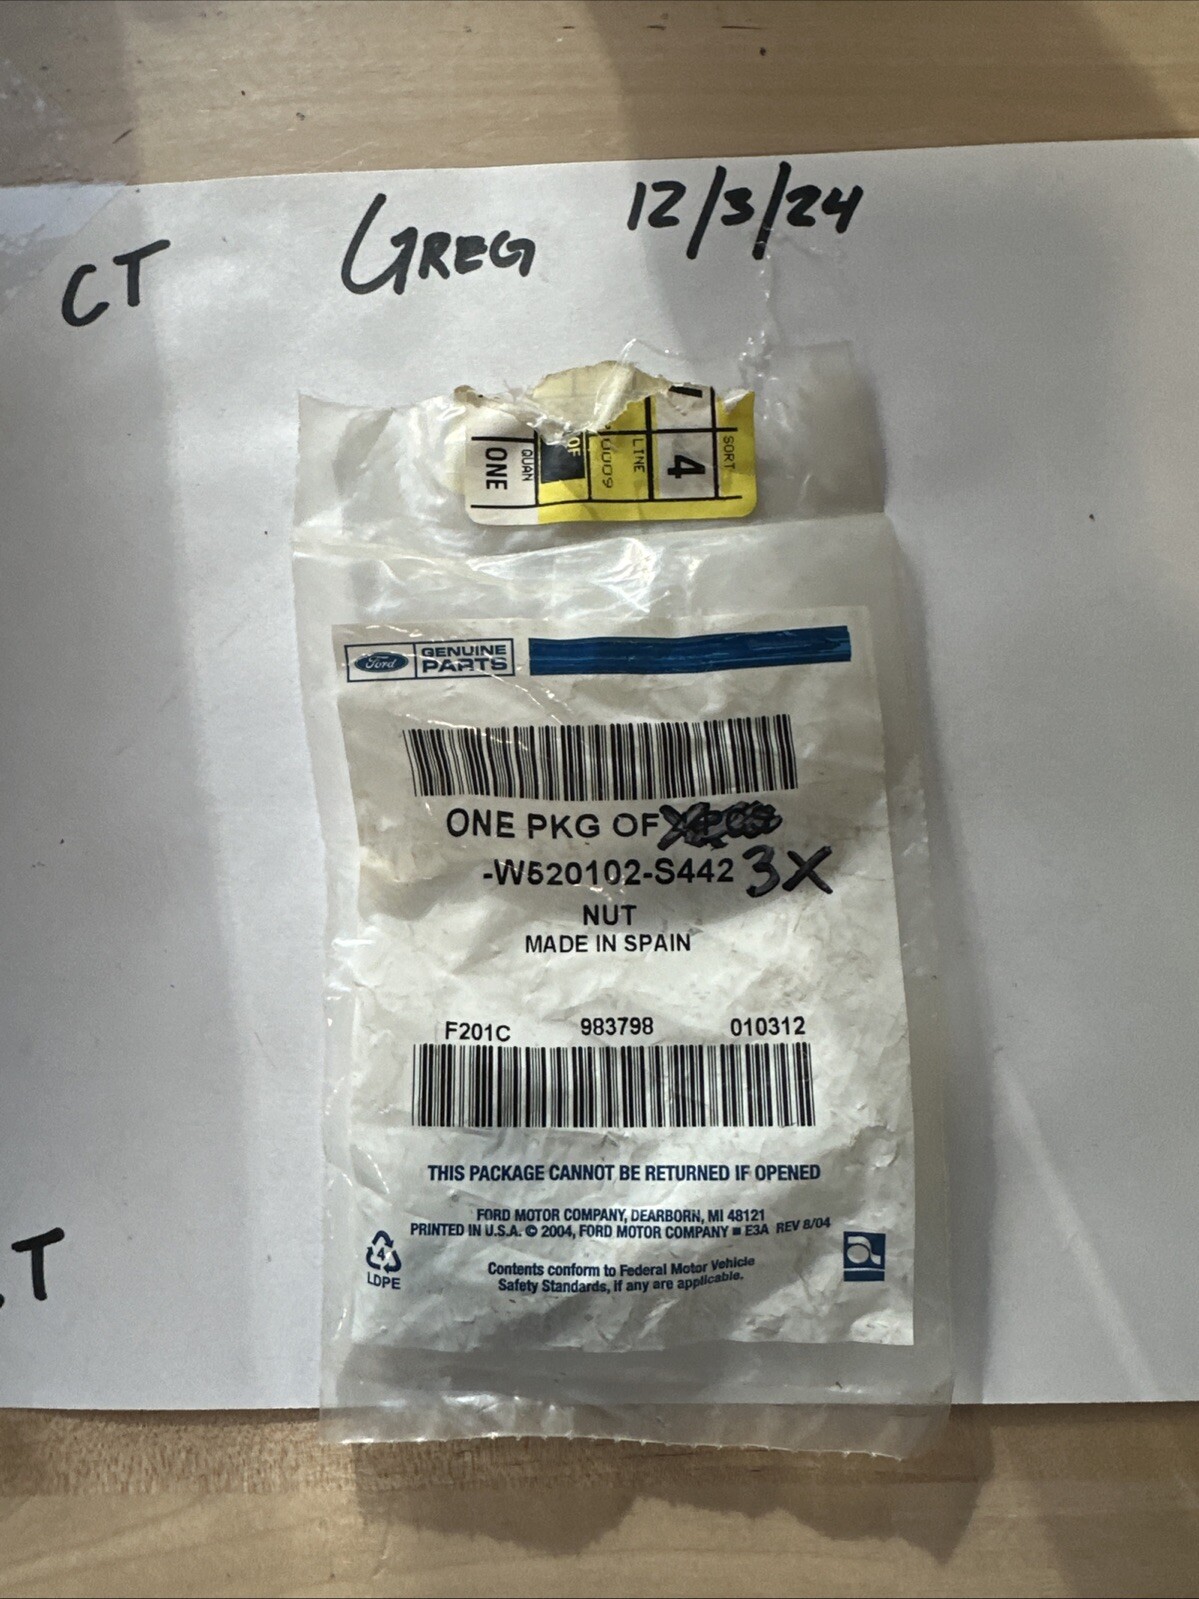 CT
GREG
12/3/24
SORT
4
LINE
OF
QUAN
ONE
Ford
GENUINE
PARTS
ONE PKG OF
-W520102-S442 3X
NUT
MADE IN SPAIN
F201C 983798 010312
THIS PACKAGE CANNOT BE RETURNED IF OPENED
FORD MOTOR COMPANY, DEARBORN, MI 48121
PRINTED IN U.S.A. © 2004, FORD MOTOR COMPANY ■ E3A REV 8/04
Contents conform to Federal Motor Vehicle
Safety Standards, if any are applicable.
4
LDPE
T